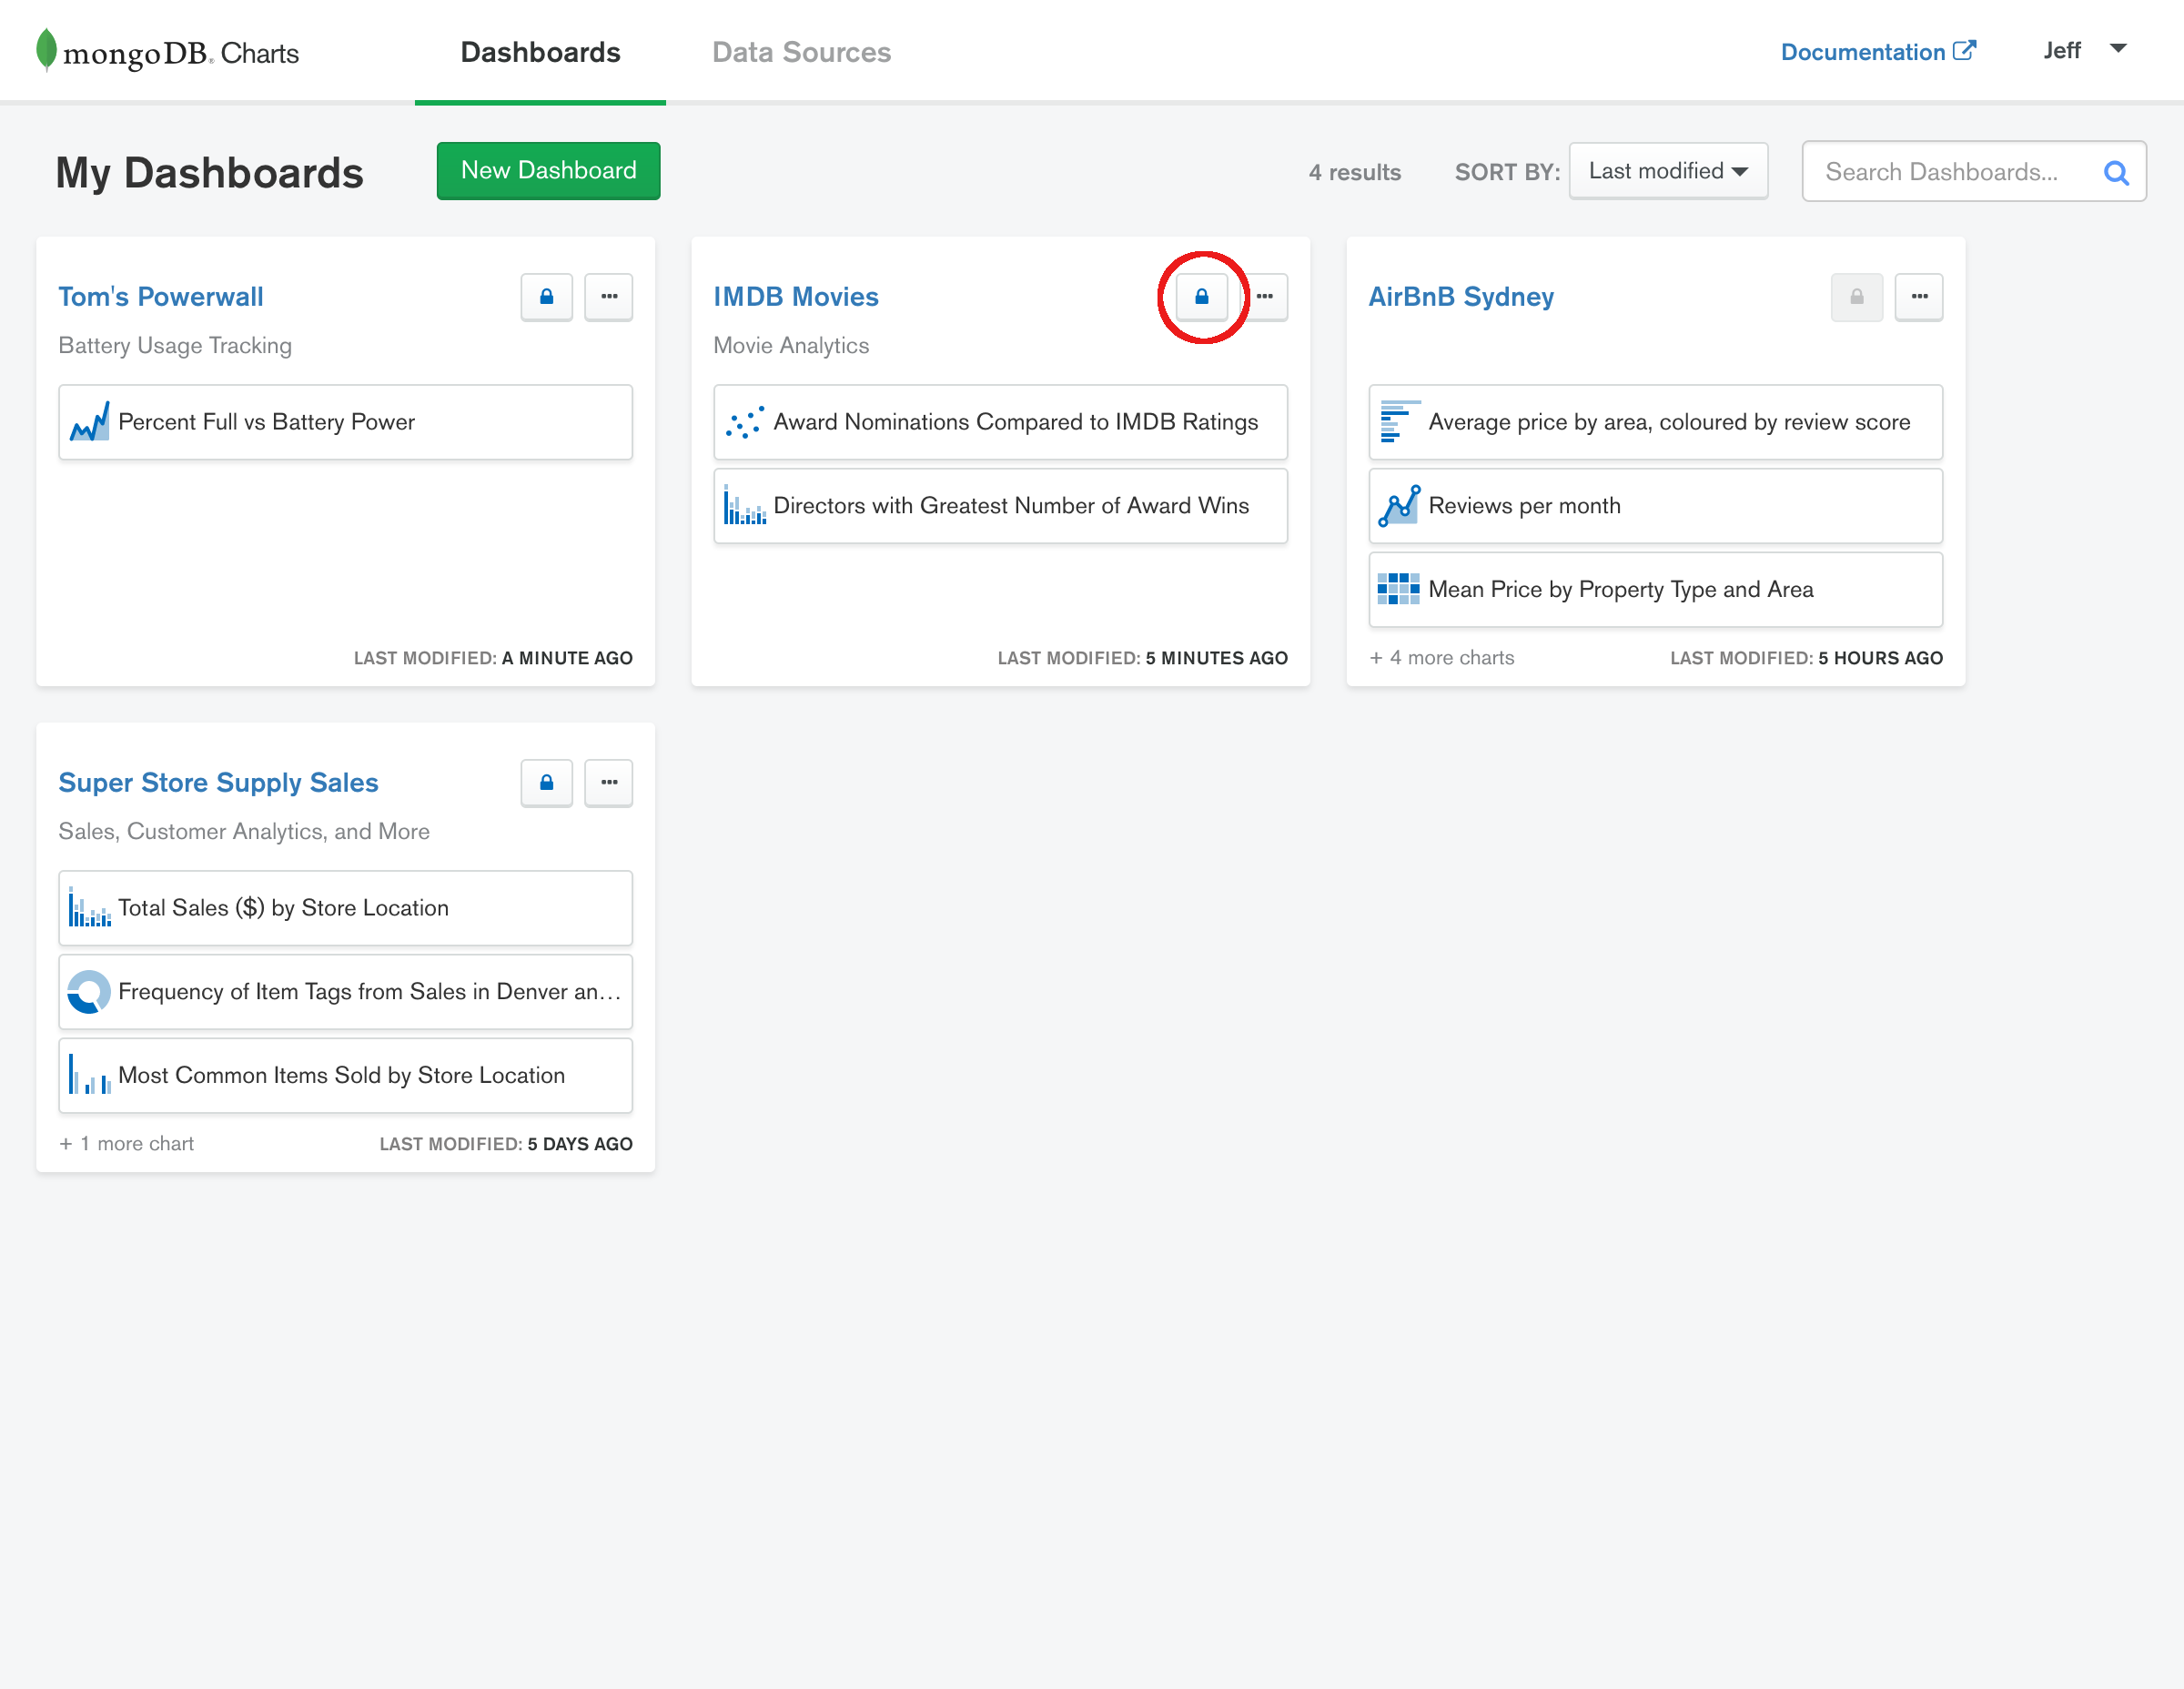 mongoDB. Charts
Dashboards
Data Sources
Documentation
Jeff
My Dashboards
New Dashboard
4 results
SORT BY:
Last modified
Search Dashboards...
Tom's Powerwall
Battery Usage Tracking
Percent Full vs Battery Power
LAST MODIFIED: A MINUTE AGO
IMDB Movies
Movie Analytics
Award Nominations Compared to IMDB Ratings
Directors with Greatest Number of Award Wins
LAST MODIFIED: 5 MINUTES AGO
AirBnB Sydney
Average price by area, coloured by review score
Reviews per month
Mean Price by Property Type and Area
+ 4 more charts
LAST MODIFIED: 5 HOURS AGO
Super Store Supply Sales
Sales, Customer Analytics, and More
Total Sales ($) by Store Location
Frequency of Item Tags from Sales in Denver an...
Most Common Items Sold by Store Location
+ 1 more chart
LAST MODIFIED: 5 DAYS AGO